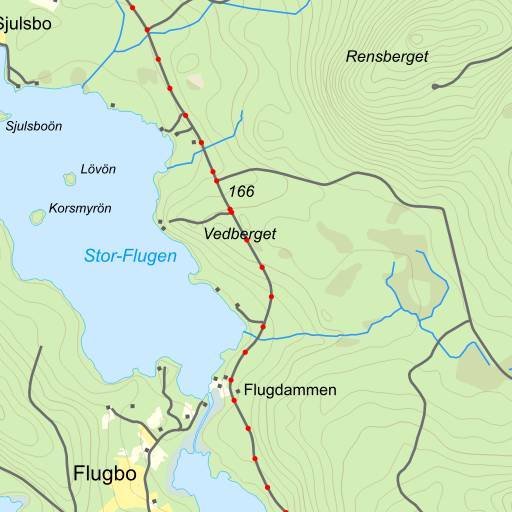 Sjulsbo
Rensberget
Sjulsboön
Lövön
166
Korsmyrön
Vedberget
Stor-Flugen
Flugdammen
Flugbo